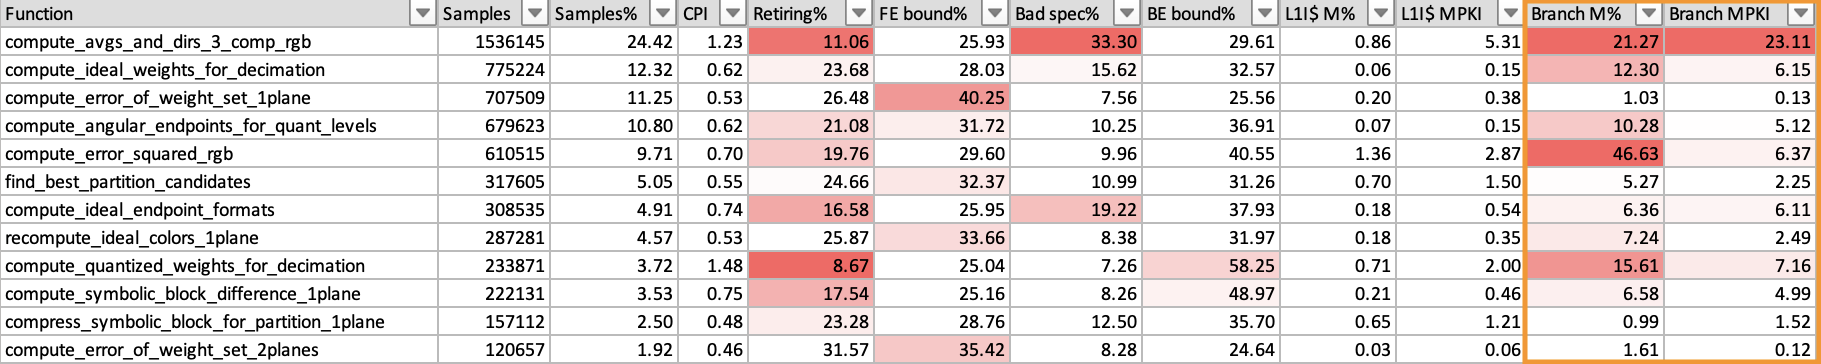 Function Samples Samples% CPI Retiring% FE bound% Bad spec% BE bound% L1I$ M% L1I$ MPKI Branch M% Branch MPKI
compute_avgs_and_dirs_3_comp_rgb 1536145 24.42 1.23 11.06 25.93 33.30 29.61 0.86 5.31 21.27 23.11
compute_ideal_weights_for_decimation 775224 12.32 0.62 23.68 28.03 15.62 32.57 0.06 0.15 12.30 6.15
compute_error_of_weight_set_1plane 707509 11.25 0.53 26.48 40.25 7.56 25.56 0.20 0.38 1.03 0.13
compute_angular_endpoints_for_quant_levels 679623 10.80 0.62 21.08 31.72 10.25 36.91 0.07 0.15 10.28 5.12
compute_error_squared_rgb 610515 9.71 0.70 19.76 29.60 9.96 40.55 1.36 2.87 46.63 6.37
find_best_partition_candidates 317605 5.05 0.55 24.66 32.37 10.99 31.26 0.70 1.50 5.27 2.25
compute_ideal_endpoint_formats 308535 4.91 0.74 16.58 25.95 19.22 37.93 0.18 0.54 6.36 6.11
recompute_ideal_colors_1plane 287281 4.57 0.53 25.87 33.66 8.38 31.97 0.18 0.35 7.24 2.49
compute_quantized_weights_for_decimation 233871 3.72 1.48 8.67 25.04 7.26 58.25 0.71 2.00 15.61 7.16
compute_symbolic_block_difference_1plane 222131 3.53 0.75 17.54 25.16 8.26 48.97 0.21 0.46 6.58 4.99
compress_symbolic_block_for_partition_1plane 157112 2.50 0.48 23.28 28.76 12.50 35.70 0.65 1.21 0.99 1.52
compute_error_of_weight_set_2planes 120657 1.92 0.46 31.57 35.42 8.28 24.64 0.03 0.06 1.61 0.12